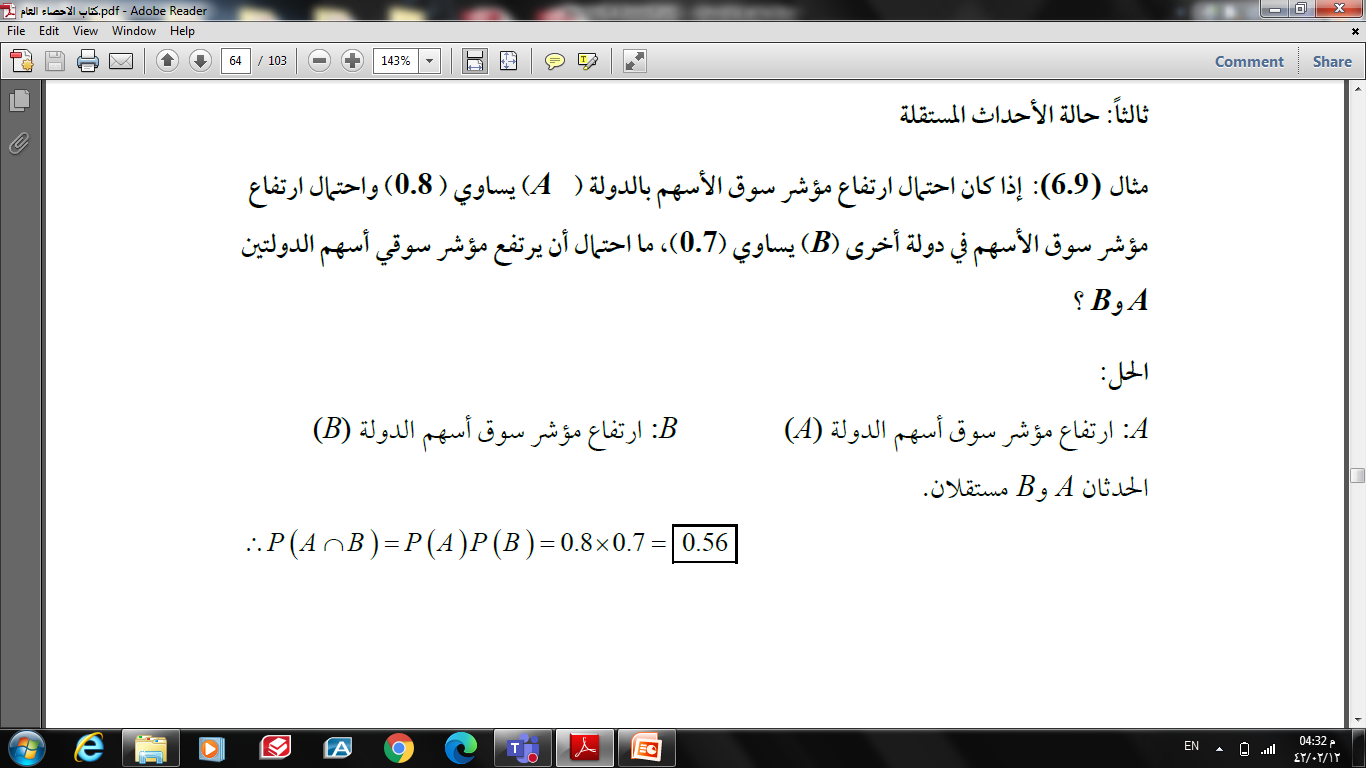 كتاب الاحصاء العام.pdf - Adobe Reader
File Edit View Window Help
64 / 103 143% Comment Share
ثالثاً: حالة الأحداث المستقلة
مثال (6.9): إذا كان احتمال ارتفاع مؤشر سوق الأسهم بالدولة (A) يساوي (0.8) واحتمال ارتفاع
مؤشر سوق الأسهم في دولة أخرى (B) يساوي (0.7)، ما احتمال أن يرتفع مؤشر سوقي أسهم الدولتين
A وB ؟
الحل:
A: ارتفاع مؤشر سوق أسهم الدولة (A) B: ارتفاع مؤشر سوق أسهم الدولة (B)
الحدثان A وB مستقلان.
∴P(A∩B)=P(A)P(B)=0.8×0.7= 0.56
EN
04:32 م
٤٢/٠٢/١٢